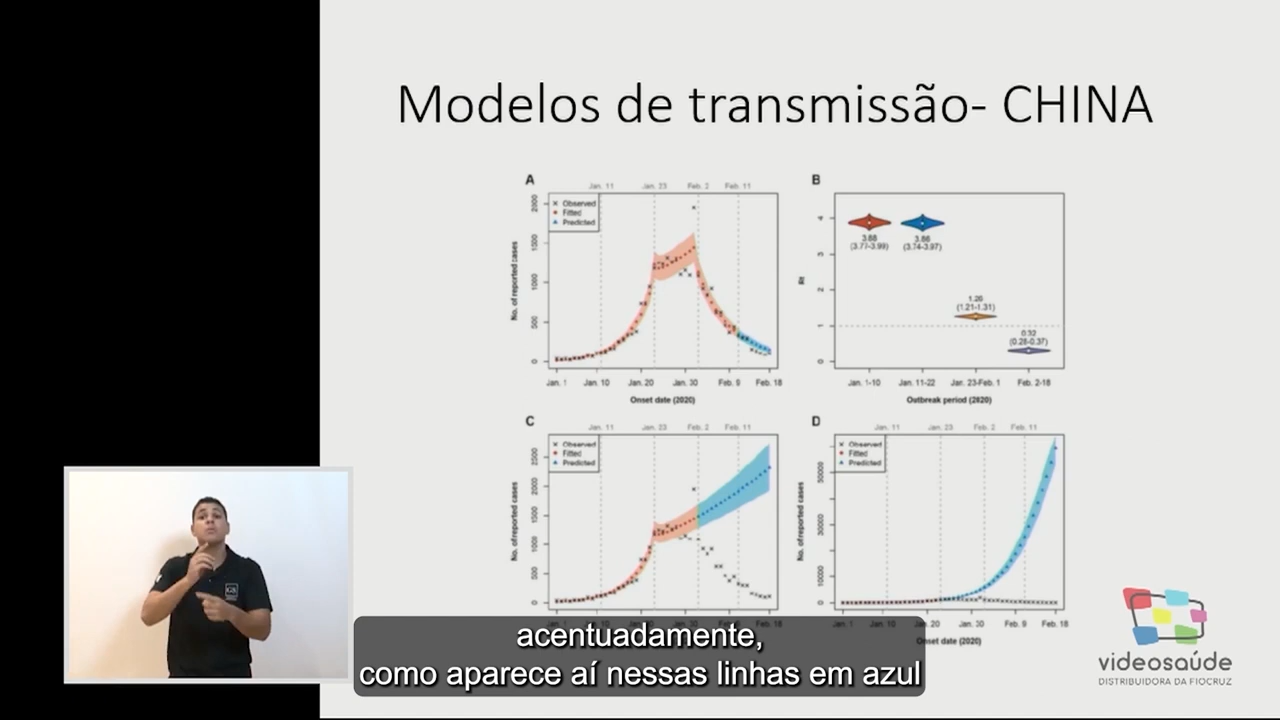 Modelos de transmissão- CHINA
A
Jan. 11 Jan. 23 Feb. 2 Feb. 11
Observed
Fitted
Predicted
No. of reported cases
0 500 1000 1500 2000
Jan. 1 Jan. 10 Jan. 20 Jan. 30 Feb. 9 Feb. 18
Onset date (2020)
B
Rt
0 1 2 3 4
3.88
(3.77-3.99)
3.86
(3.74-3.97)
1.26
(1.21-1.31)
0.32
(0.28-0.37)
Jan. 1-10 Jan. 11-22 Jan. 23-Feb. 1 Feb. 2-18
Outbreak period (2020)
C
Jan. 11 Jan. 23 Feb. 2 Feb. 11
Observed
Fitted
Predicted
No. of reported cases
0 500 1000 1500 2000 2500
D
Jan. 11 Jan. 23 Feb. 2 Feb. 11
Observed
Fitted
Predicted
No. of reported cases
0 10000 30000 50000
Feb. 9 Feb. 18
Onset date (2020)
GS
acentuadamente,
como aparece aí nessas linhas em azul
videosaúde
DISTRIBUIDORA DA FIOCRUZ